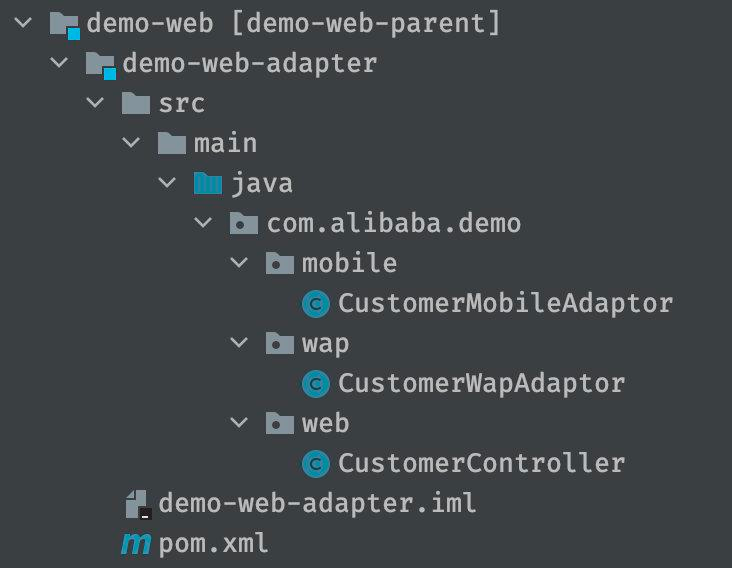 demo-web [demo-web-parent]
demo-web-adapter
src
main
java
com.alibaba.demo
mobile
C CustomerMobileAdaptor
wap
C CustomerWapAdaptor
web
C CustomerController
demo-web-adapter.iml
m pom.xml